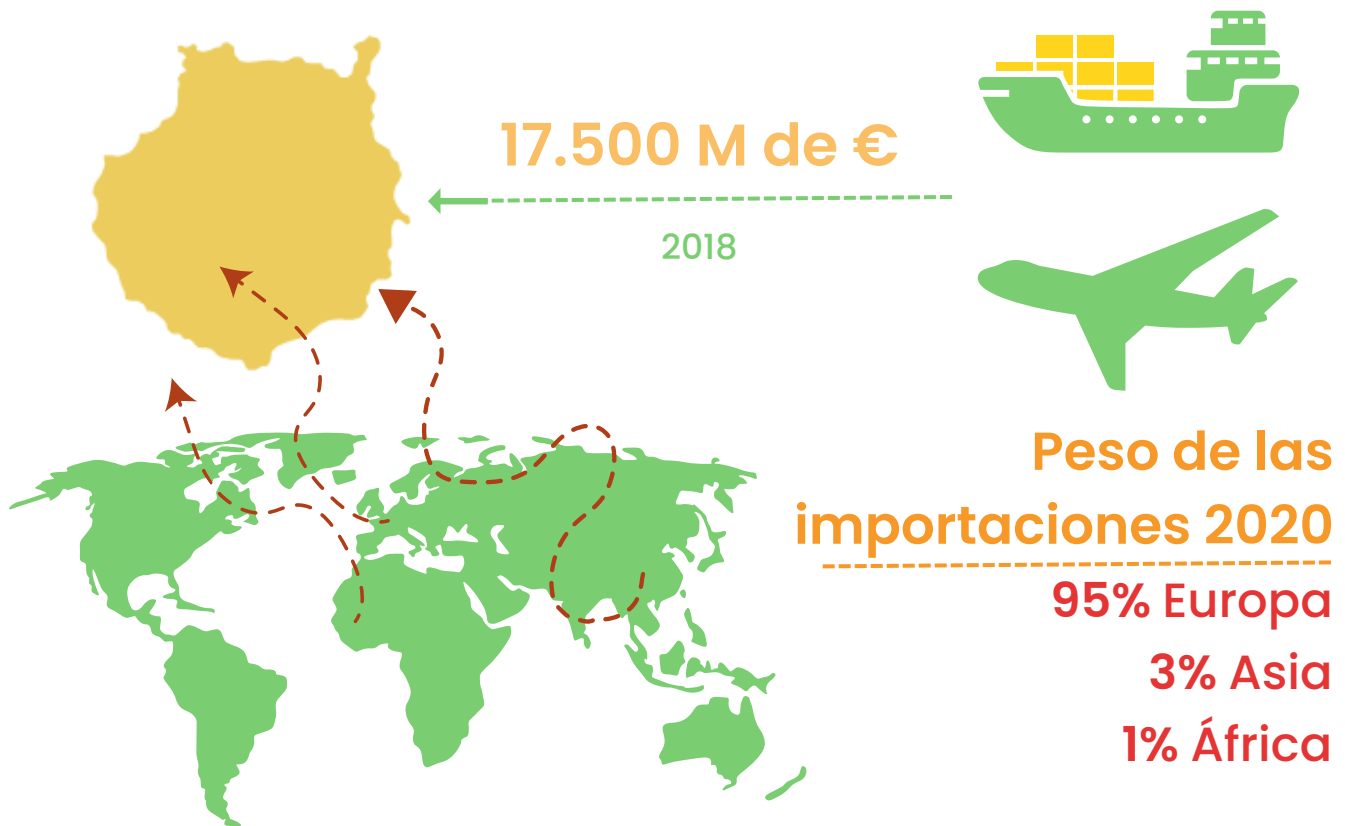 17.500 M de €
2018
Peso de las
importaciones 2020
95% Europa
3% Asia
1% África